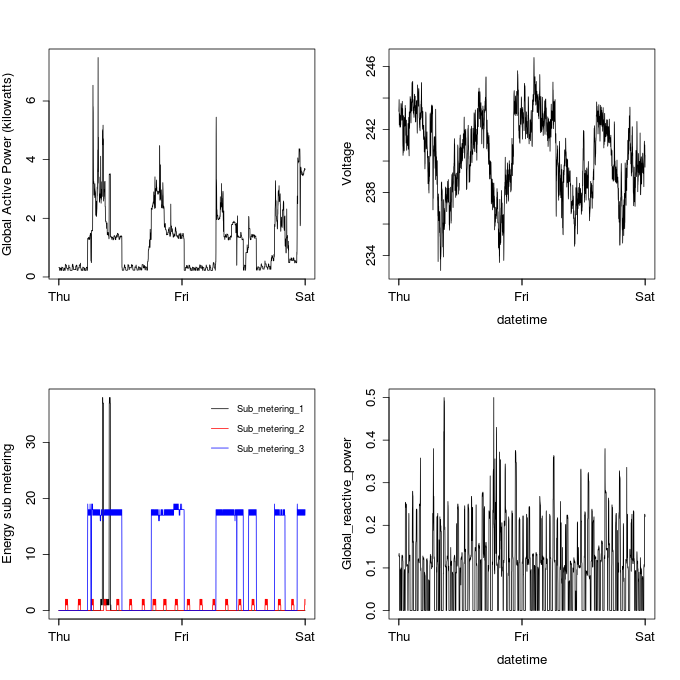 Global Active Power (kilowatts)
0
2
4
6
Thu
Fri
Sat
Voltage
234
238
242
246
Thu
Fri
Sat
datetime
Energy sub metering
0
10
20
30
Sub_metering_1
Sub_metering_2
Sub_metering_3
Thu
Fri
Sat
Global_reactive_power
0.0
0.1
0.2
0.3
0.4
0.5
Thu
Fri
Sat
datetime